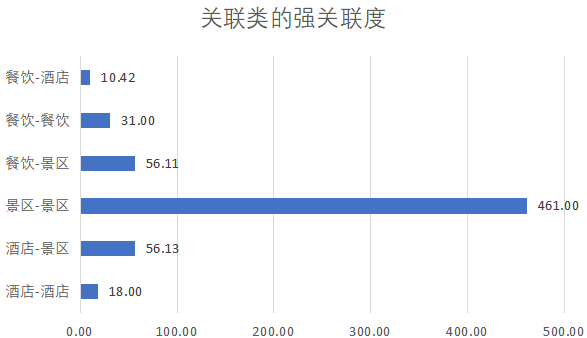 关联类的强关联度
餐饮-酒店 10.42
餐饮-餐饮 31.00
餐饮-景区 56.11
景区-景区 461.00
酒店-景区 56.13
酒店-酒店 18.00
0.00 100.00 200.00 300.00 400.00 500.00